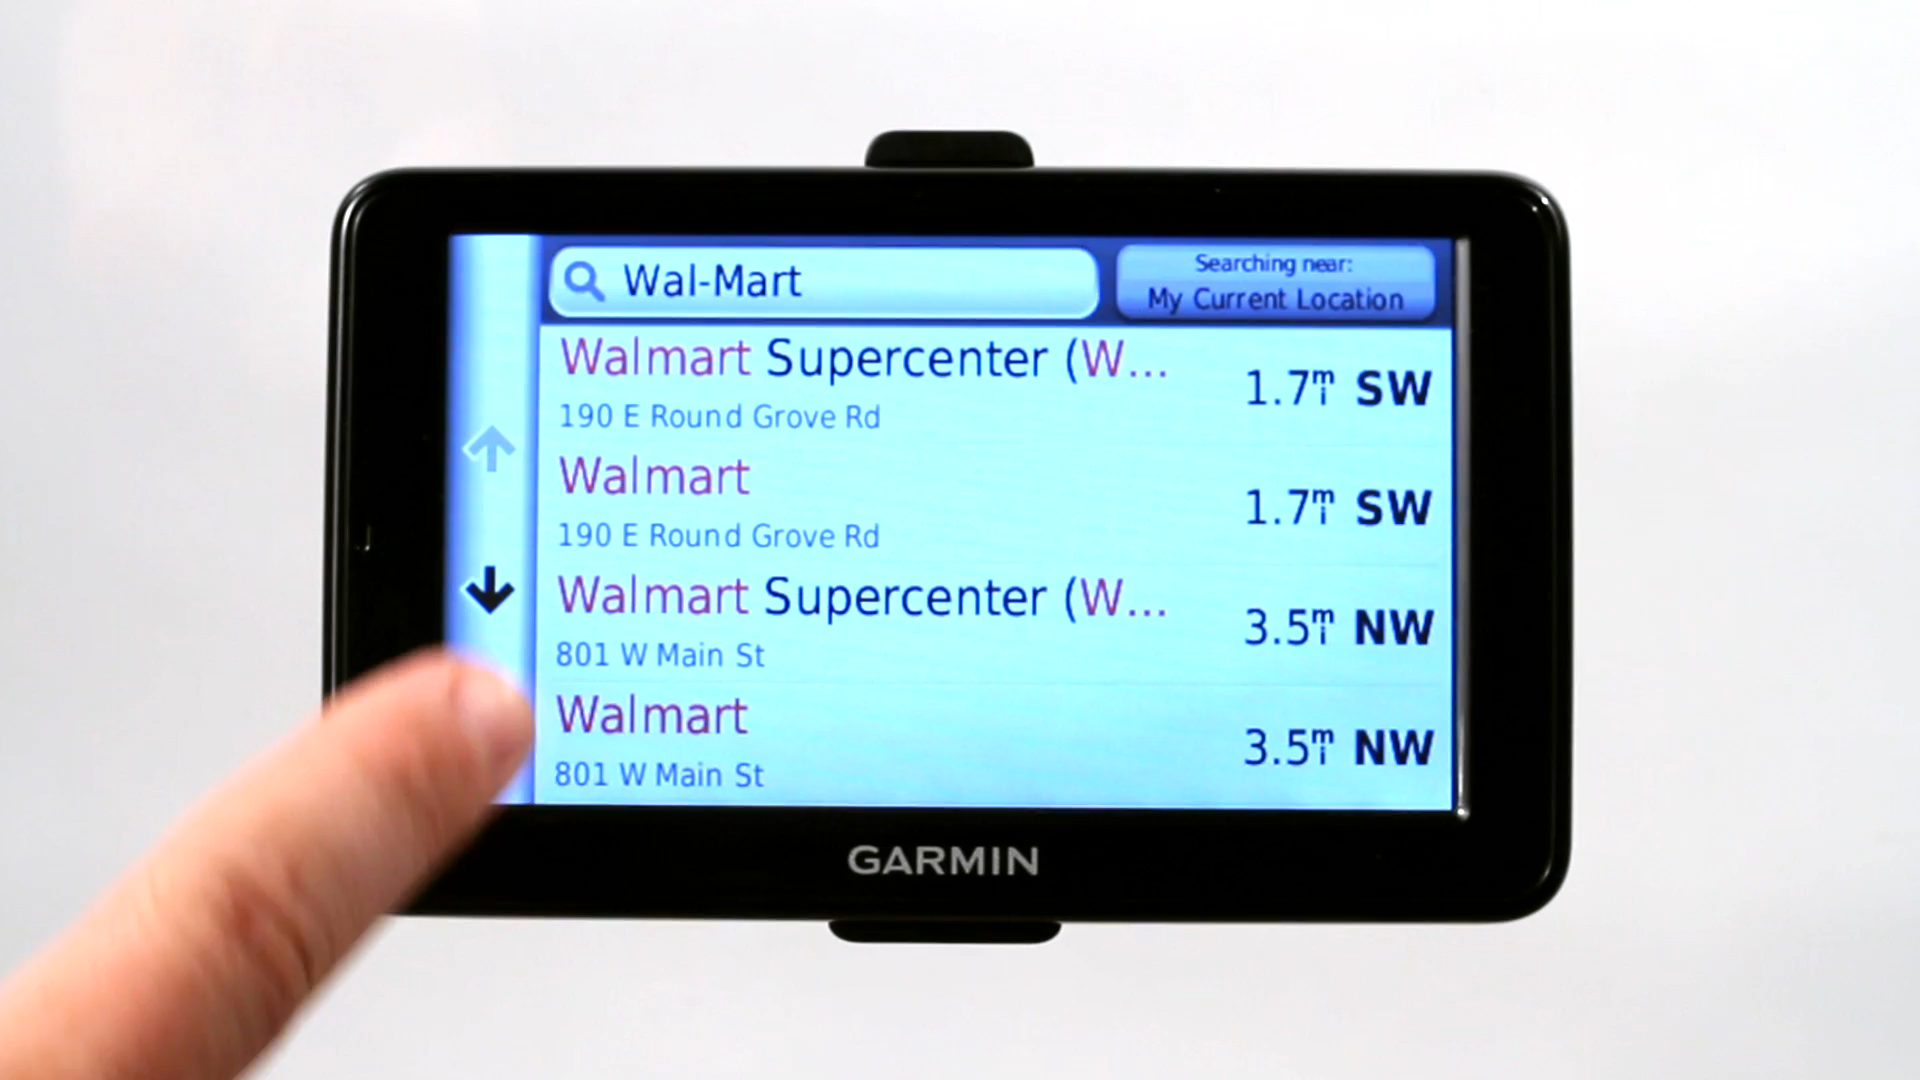 Wal-Mart
Searching near:
My Current Location
Walmart Supercenter (W...
190 E Round Grove Rd
1.7mi SW
Walmart
190 E Round Grove Rd
1.7mi SW
Walmart Supercenter (W...
801 W Main St
3.5mi NW
Walmart
801 W Main St
3.5mi NW
GARMIN